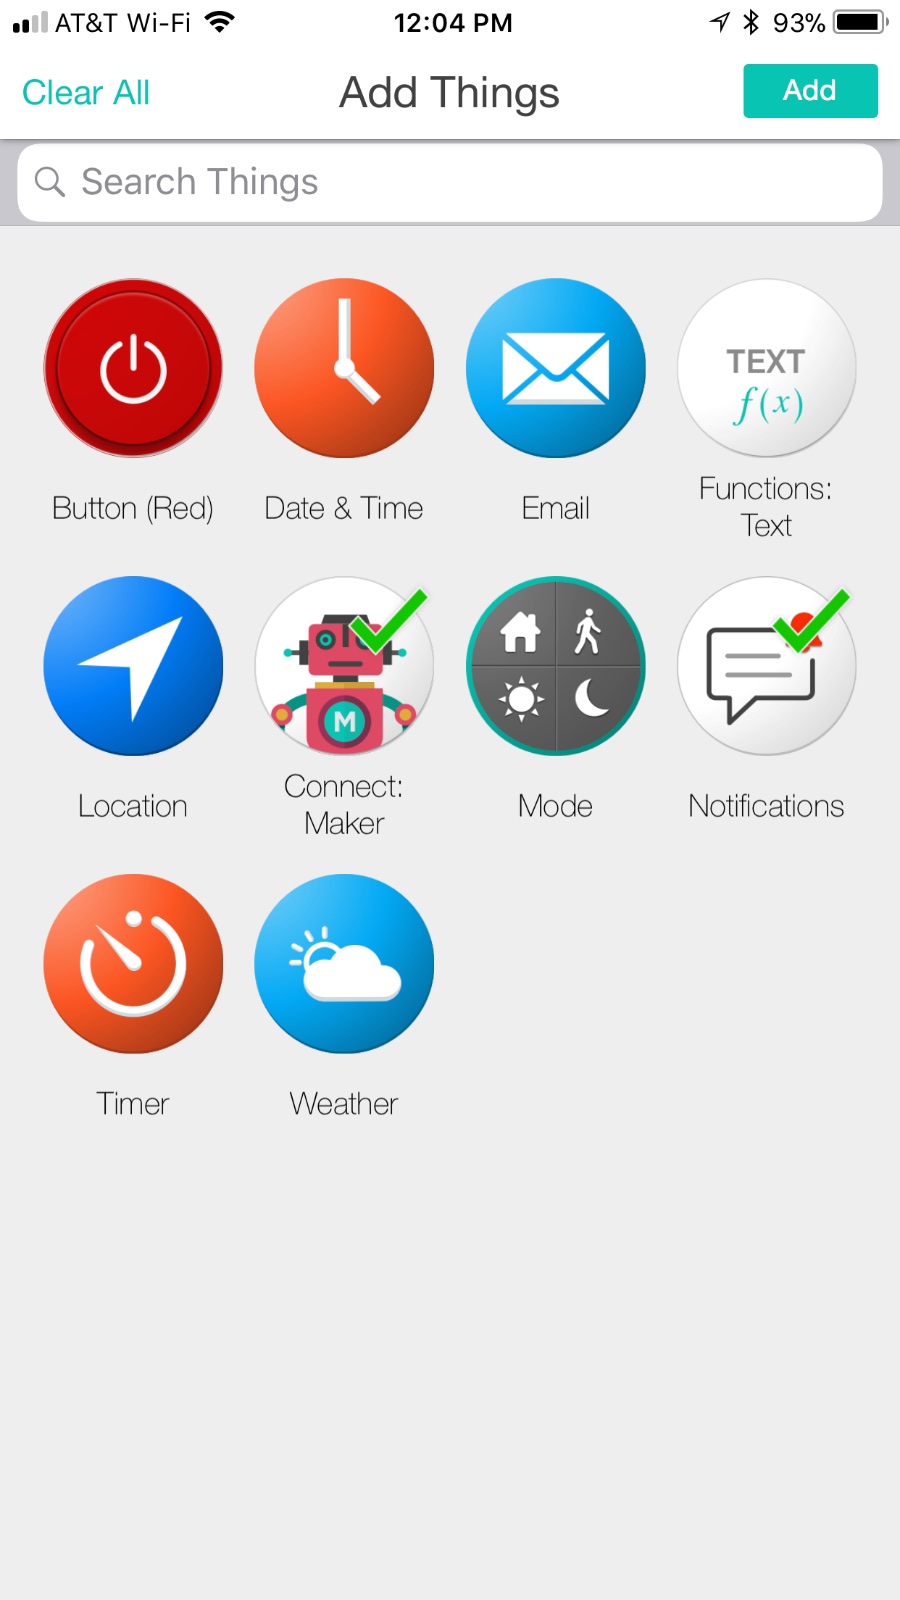 AT&T Wi-Fi 12:04 PM 93%
Clear All Add Things Add
Search Things
TEXT
f(x)
Button (Red) Date & Time Email Functions:
Text
M
Location Connect:
Maker Mode Notifications
Timer Weather